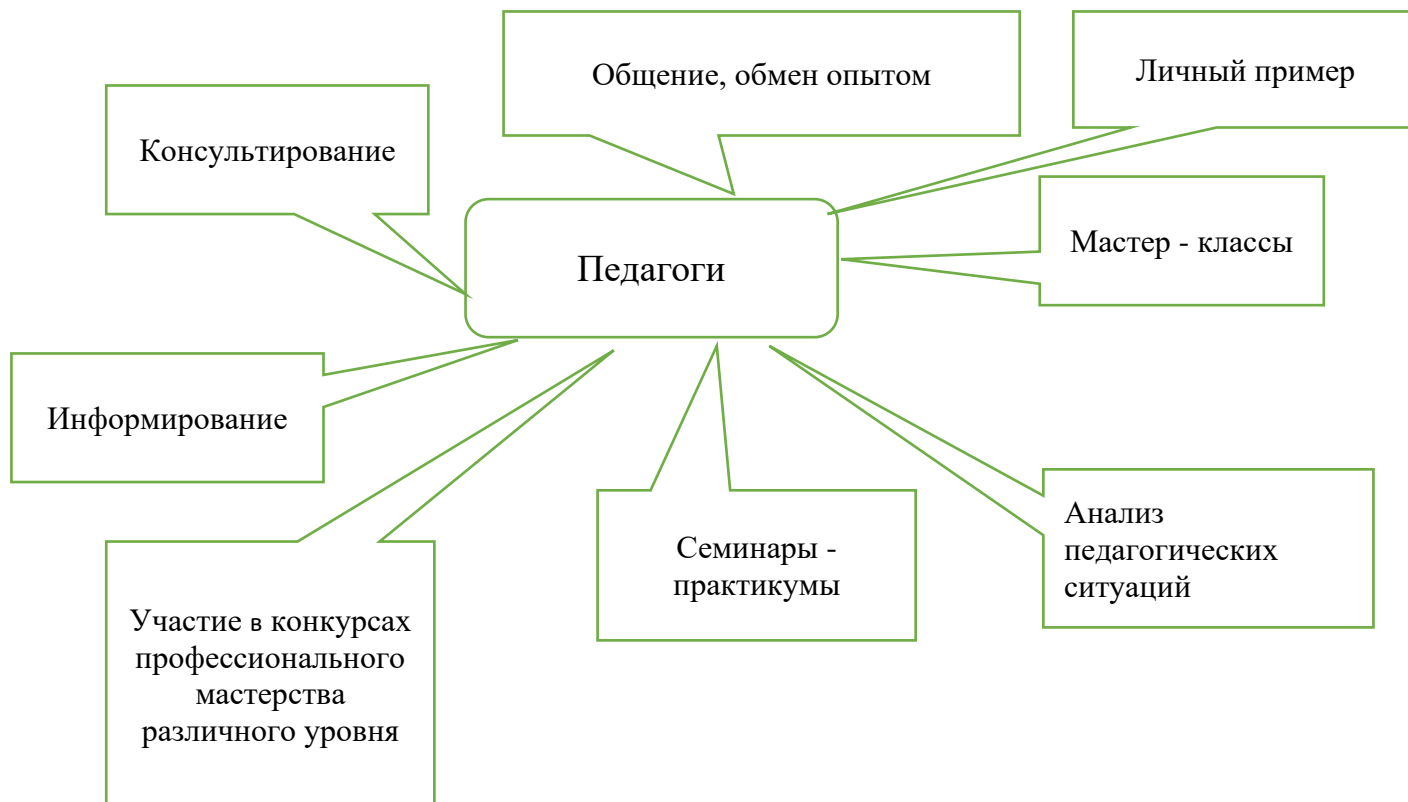 Общение, обмен опытом
Личный пример
Консультирование
Мастер - классы
Педагоги
Информирование
Анализ
педагогических
ситуаций
Семинары -
практикумы
Участие в конкурсах
профессионального
мастерства
различного уровня